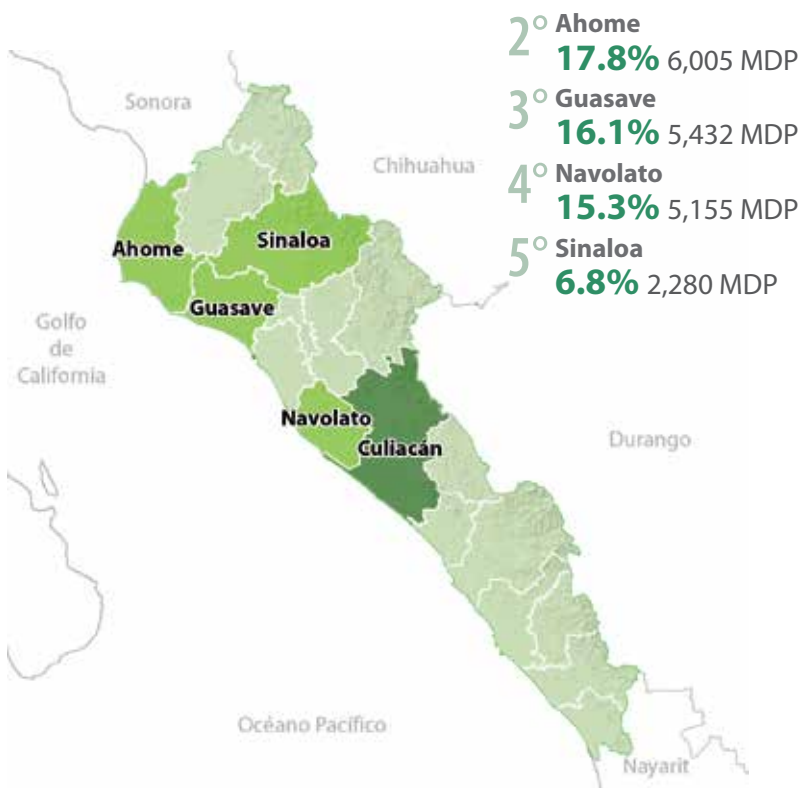 2° Ahome
17.8% 6,005 MDP
3° Guasave
16.1% 5,432 MDP
4° Navolato
15.3% 5,155 MDP
5° Sinaloa
6.8% 2,280 MDP
Sonora
Chihuahua
Ahome
Sinaloa
Guasave
Golfo
de
California
Navolato
Culiacán
Durango
Océano Pacífico
Nayarit